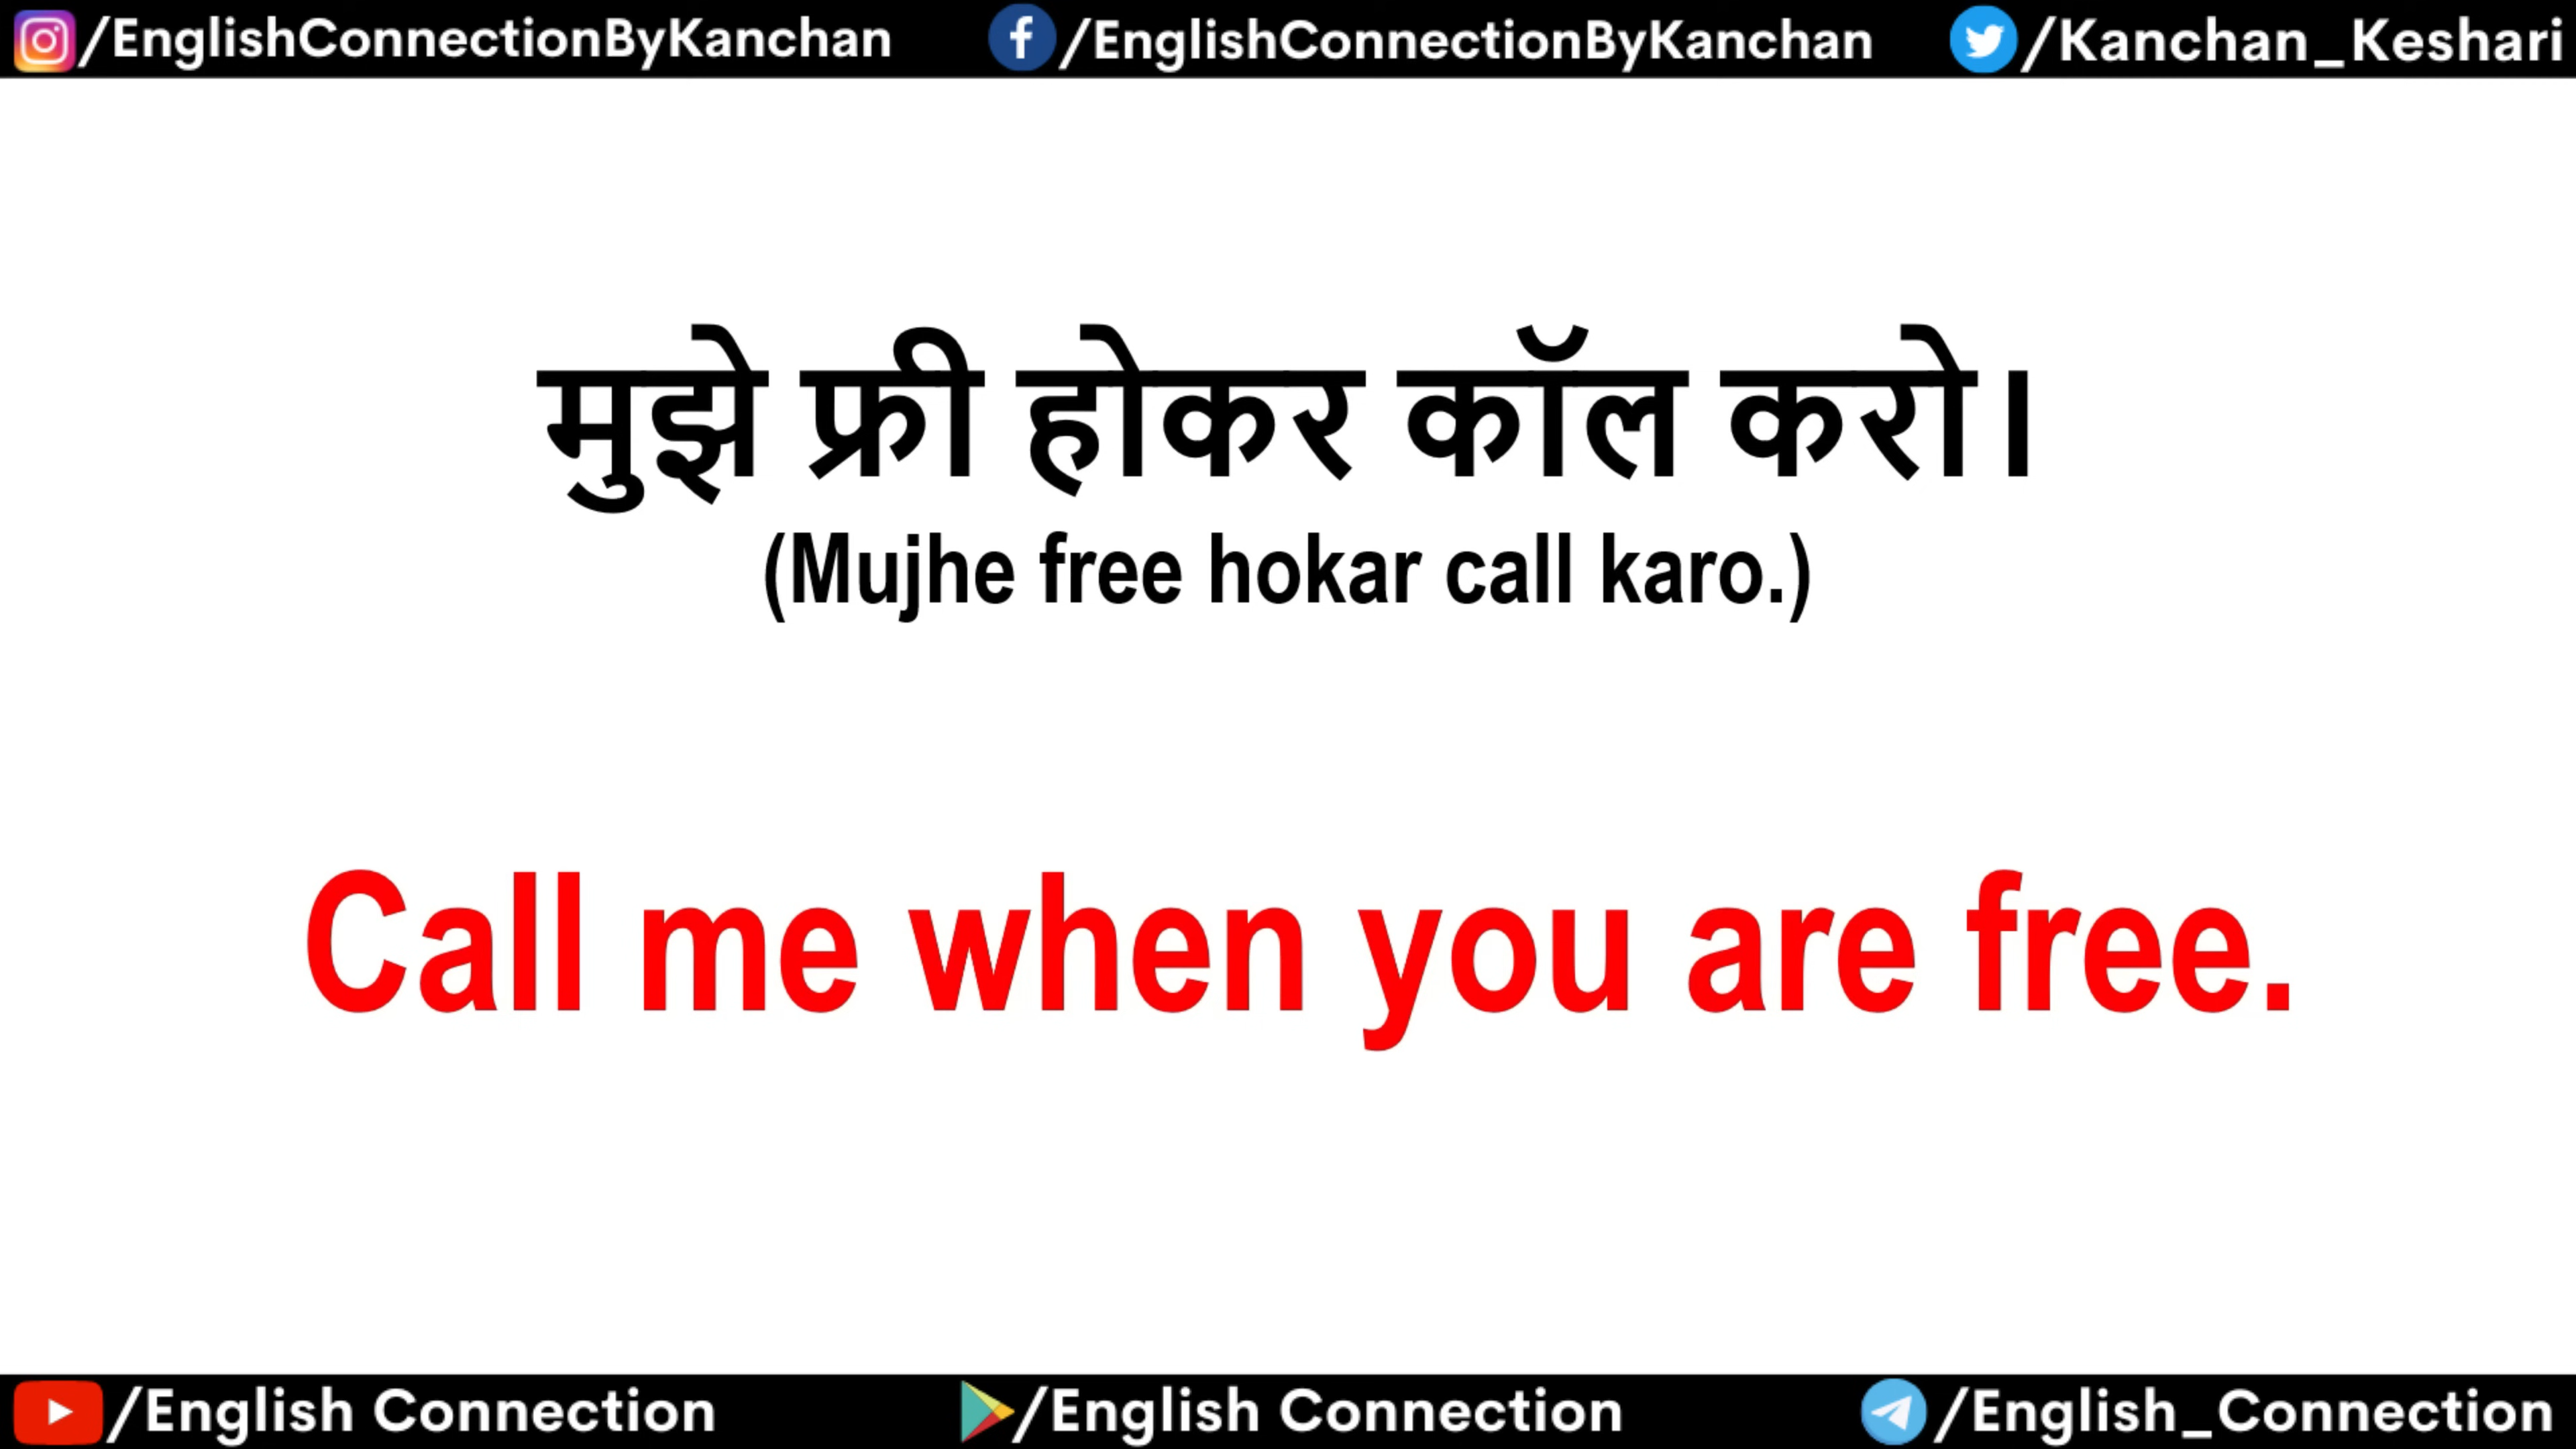 /EnglishConnectionByKanchan /EnglishConnectionByKanchan /Kanchan_Keshari
मुझे फ्री होकर कॉल करो।
(Mujhe free hokar call karo.)
Call me when you are free.
/English Connection /English Connection /English_Connection